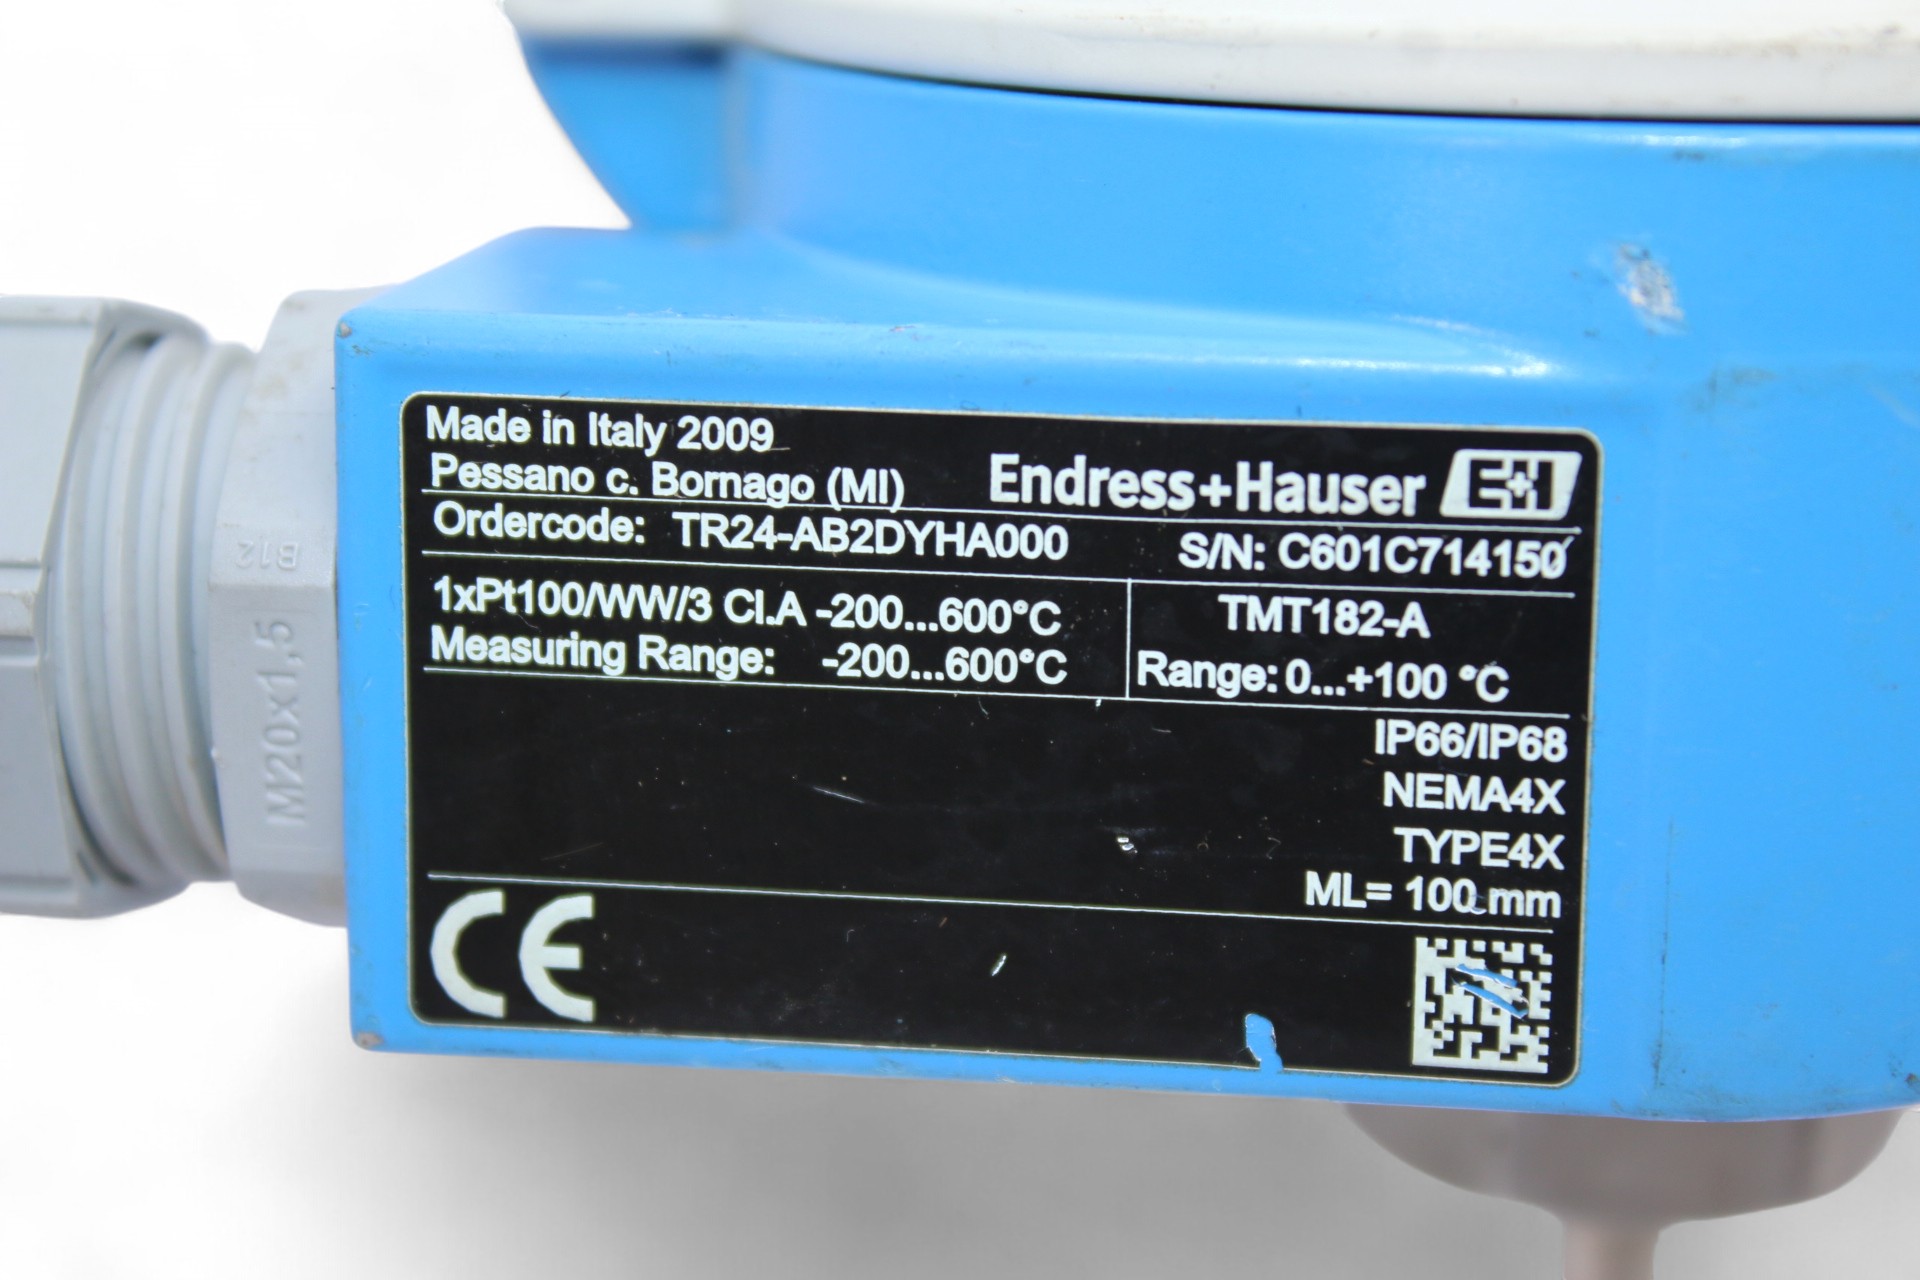 Made in Italy 2009
Pessano c. Bornago (MI)
Endress+Hauser E+H
Ordercode: TR24-AB2DYHA000
S/N: C601C714150
1xPt100/WW/3 Cl.A -200...600°C
Measuring Range: -200...600°C
TMT182-A
Range: 0...+100 °C
IP66/IP68
NEMA4X
TYPE4X
ML= 100 mm
CE
B12
M20x1,5